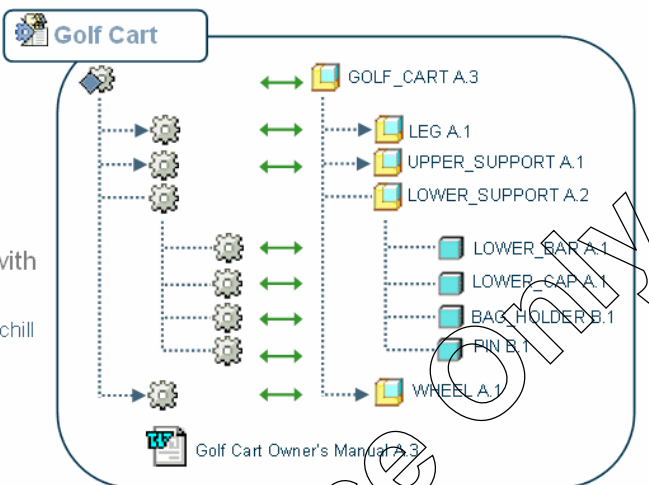 Golf Cart
GOLF_CART A.3
LEG A.1
UPPER_SUPPORT A.1
LOWER_SUPPORT A.2
with
LOWER_BAR A.1
LOWER_CAP A.1
chill
BAG_HOLDER B.1
PIN B.1
WHEEL A.1
Golf Cart Owner's Manual A.3
e Only